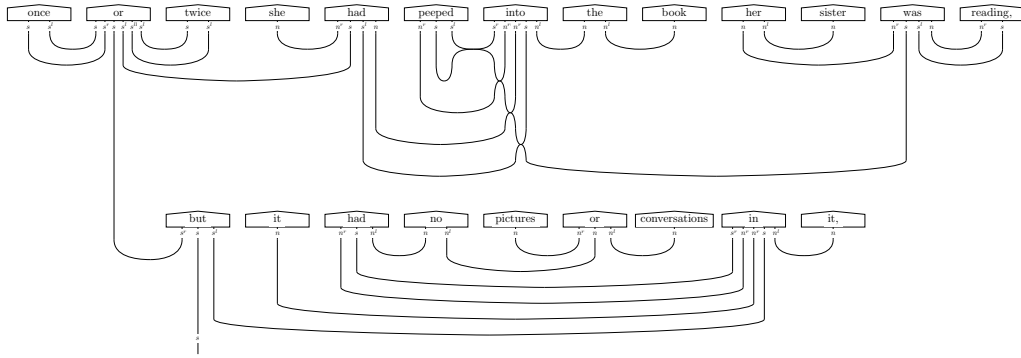 once or twice she had peeped into the book her sister was reading,
s s^l s s^r s s^l s^ll s^l s s^l n n^r s s^l n n^r s s^l s^r n^r n^r s n^l n n^l n n n^l n n^r s s^l n n^r s
but it had no pictures or conversations in it,
s^r s s^l n n^r s n^l n n^l n n^r n n^l n s^r n^r n^r s n^l n
s